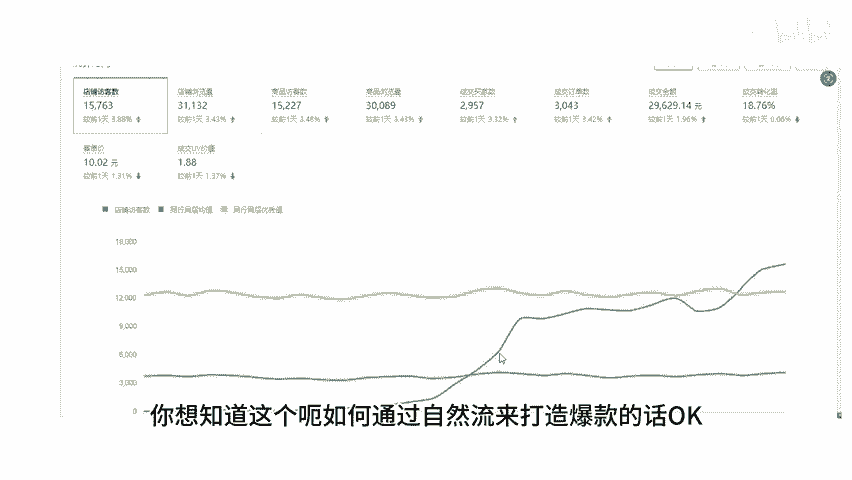 店铺访客数 店铺浏览量 商品访客数 商品浏览量 成交买家数 成交订单数 成交金额 成交转化率
15,763 31,132 15,227 30,089 2,957 3,043 29,629.14 元 18.76%
较前1天 3.88% 较前1天 3.43% 较前1天 3.48% 较前1天 3.43% 较前1天 3.32% 较前1天 3.42% 较前1天 1.96% 较前1天 0.66%
客单价 成交UV价值
10.02 元 1.88
较前1天 1.31% 较前1天 1.37%
店铺访客数 同行同层均值 同行同层优秀值
18,000
15,000
12,000
9,000
6,000
3,000
0
你想知道这个呃如何通过自然流来打造爆款的话OK